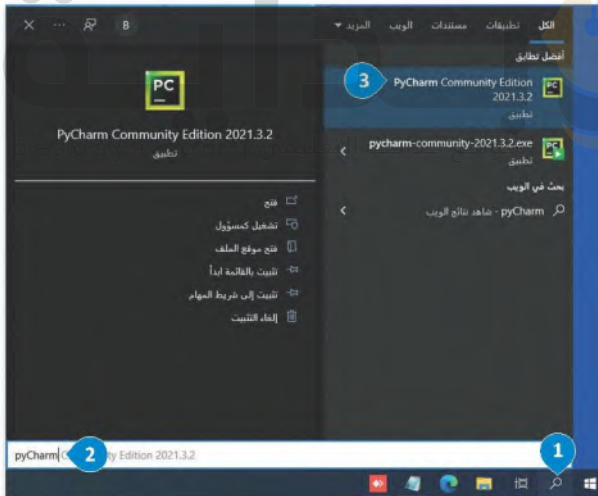 الكل تطبيقات مستندات الويب المزيد
B
أفضل تطابق
3
PyCharm Community Edition
2021.3.2
تطبيق
pycharm-community-2021.3.2.exe
تطبيق
بحث في الويب
pyCharm - شاهد نتائج الويب
PC
PyCharm Community Edition 2021.3.2
تطبيق
فتح
تشغيل كمسؤول
فتح موقع الملف
تثبيت بالقائمة ابدأ
تثبيت إلى شريط المهام
إلغاء التثبيت
pyCharm 2 ty Edition 2021.3.2
1